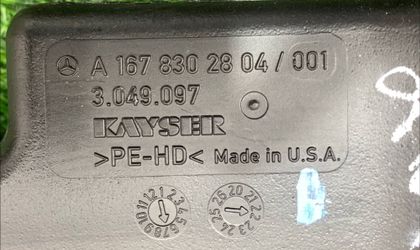 A 167 830 28 04 / 001
3.049.097
KAYSER
>PE-HD< Made in U.S.A.